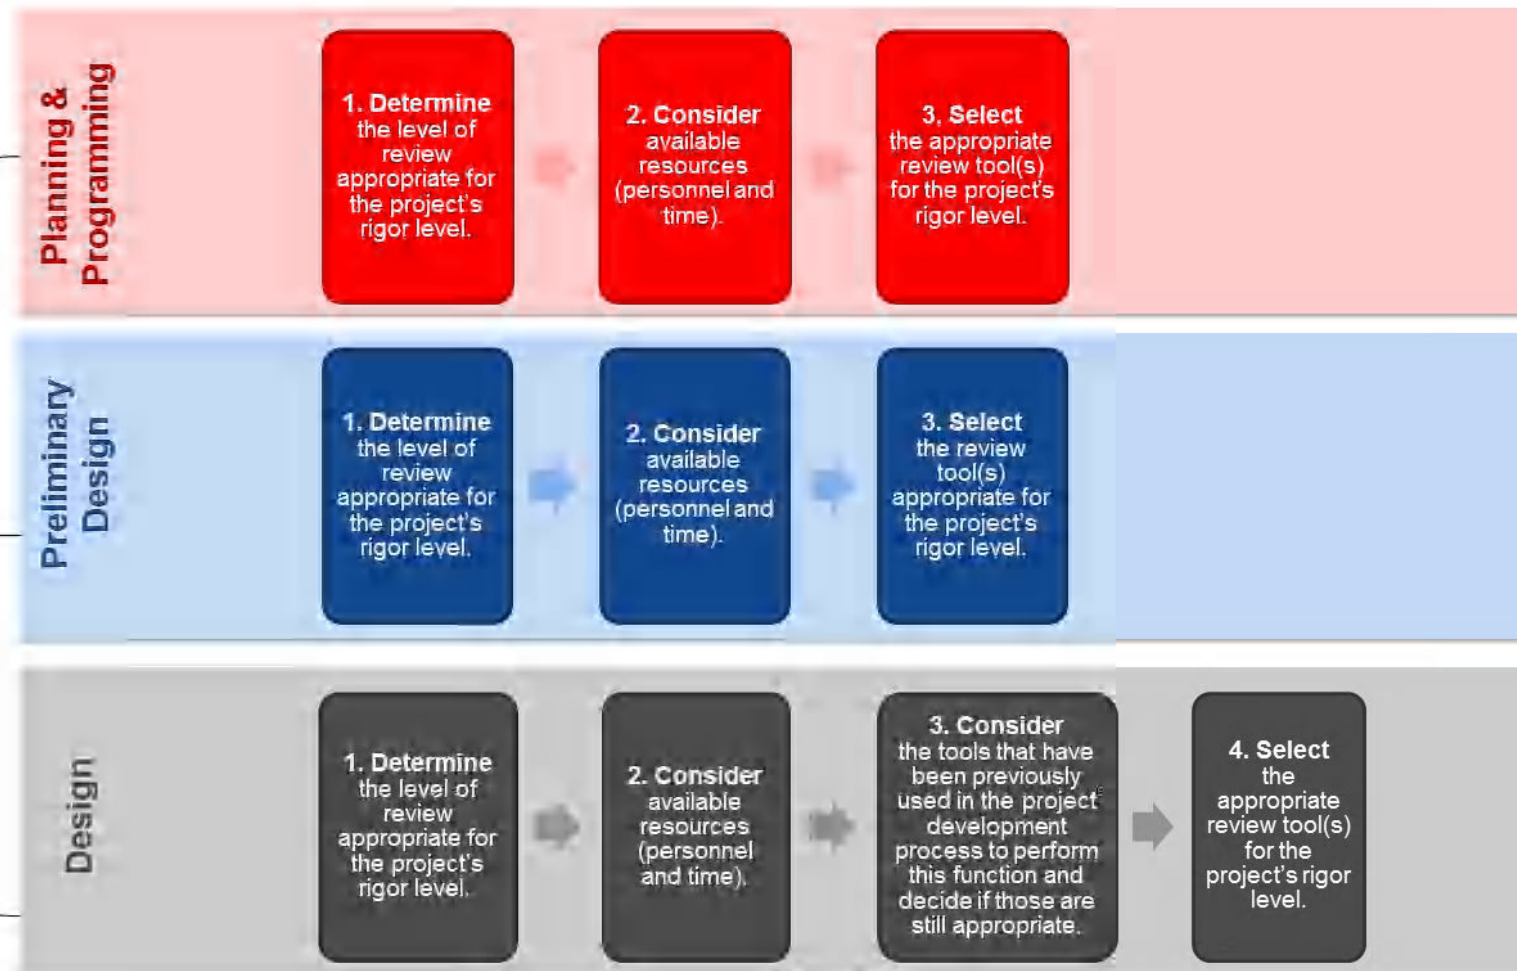 Planning &
Programming
1. Determine
the level of
review
appropriate for
the project's
rigor level.
2. Consider
available
resources
(personnel and
time).
3. Select
the appropriate
review tool(s)
for the project's
rigor level.
Preliminary
Design
1. Determine
the level of
review
appropriate for
the project's
rigor level.
2. Consider
available
resources
(personnel and
time).
3. Select
the review
tool(s)
appropriate for
the project's
rigor level.
Design
1. Determine
the level of
review
appropriate for
the project's
rigor level.
2. Consider
available
resources
(personnel
and time).
3. Consider
the tools that have
been previously
used in the project
development
process to perform
this function and
decide if those are
still appropriate.
4. Select
the
appropriate
review tool(s)
for the
project's rigor
level.